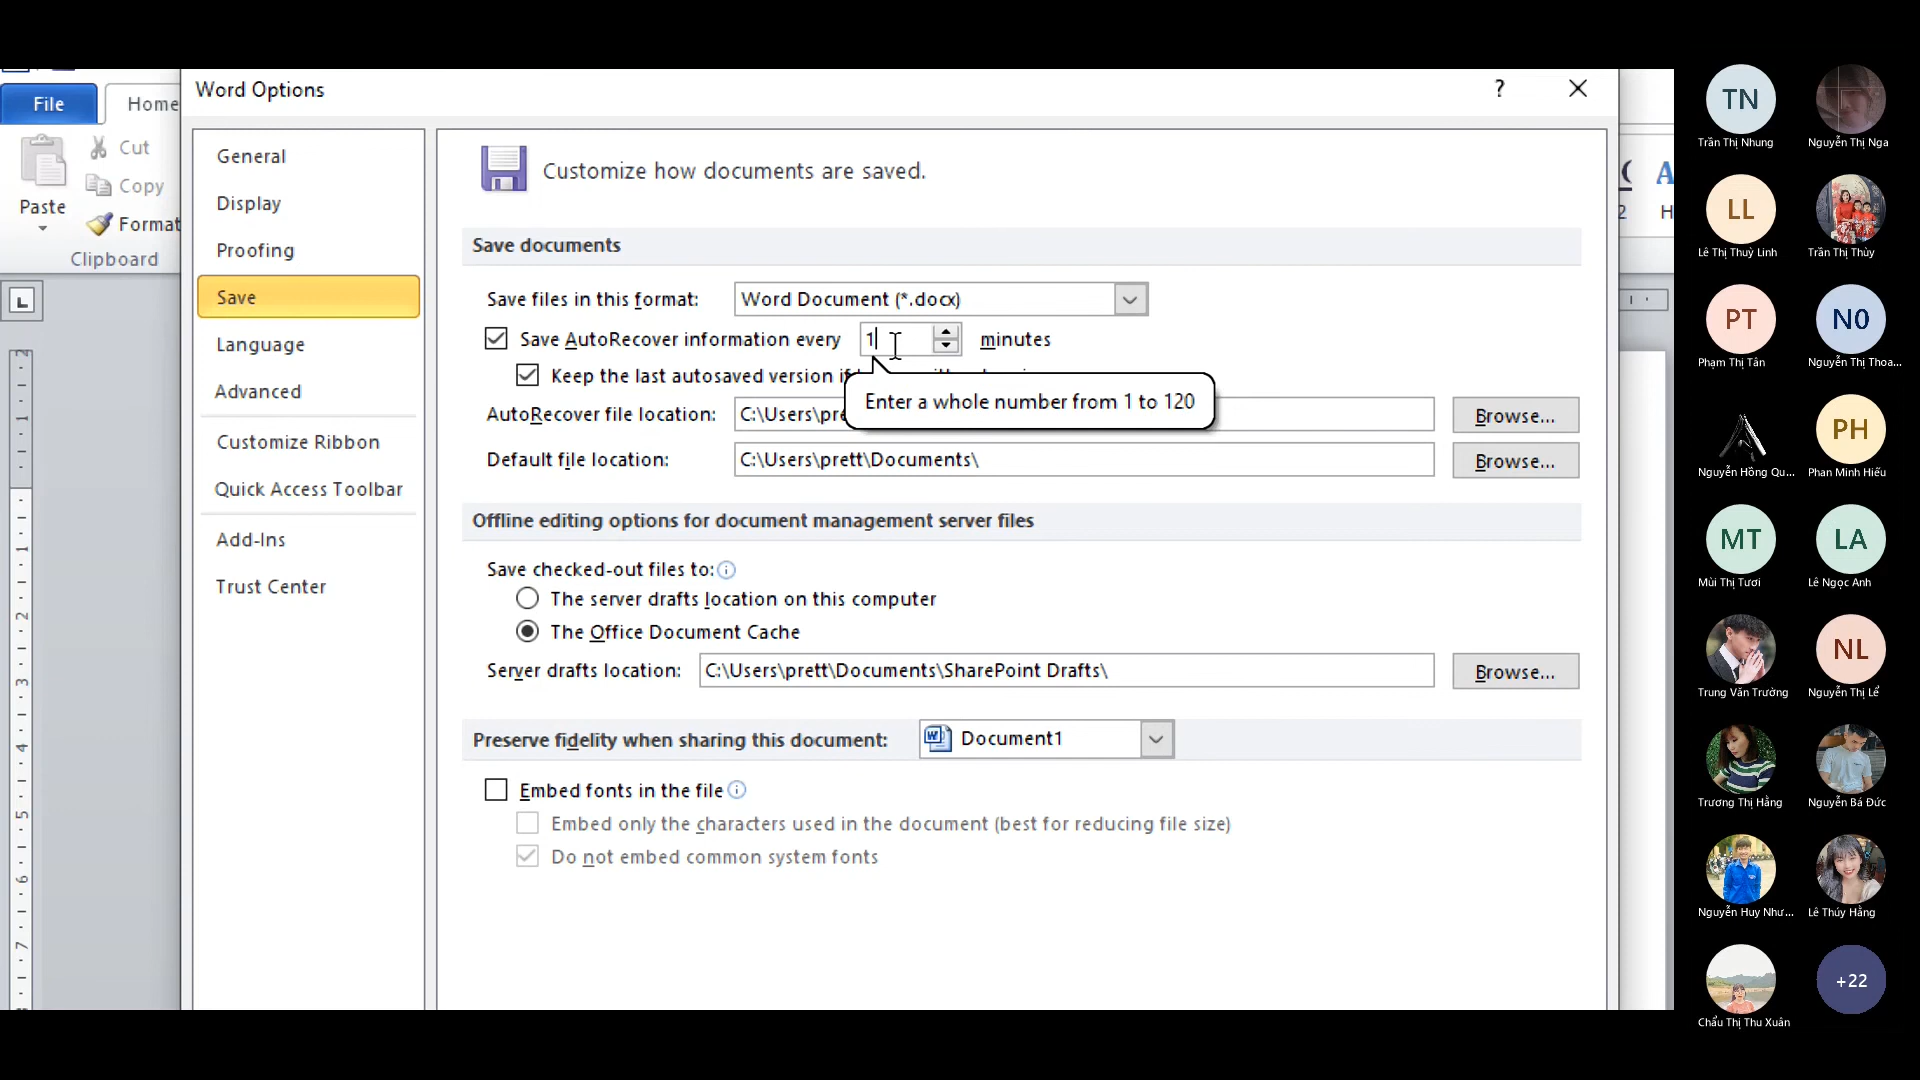 Word Options
File
Home
Cut
Copy
Paste
Format
Clipboard
General
Display
Proofing
Save
Language
Advanced
Customize Ribbon
Quick Access Toolbar
Add-Ins
Trust Center
Customize how documents are saved.
Save documents
Save files in this format: Word Document (*.docx)
Save AutoRecover information every 1 minutes
Keep the last autosaved version if
Enter a whole number from 1 to 120
AutoRecover file location: C:\Users\pre Browse...
Default file location: C:\Users\prett\Documents\ Browse...
Offline editing options for document management server files
Save checked-out files to:
The server drafts location on this computer
The Office Document Cache
Server drafts location: C:\Users\prett\Documents\SharePoint Drafts\ Browse...
Preserve fidelity when sharing this document: Document1
Embed fonts in the file
Embed only the characters used in the document (best for reducing file size)
Do not embed common system fonts
TN
Trần Thị Nhung
Nguyễn Thị Nga
LL
Lê Thị Thuỳ Linh
Trần Thị Thùy
PT
Phạm Thị Tân
N0
Nguyễn Thị Thoa...
Nguyễn Hồng Qu...
PH
Phan Minh Hiếu
MT
Mùi Thị Tươi
LA
Lê Ngọc Anh
Trung Văn Trường
NL
Nguyễn Thị Lể
Trương Thị Hằng
Nguyễn Bá Đức
Nguyễn Huy Như...
Lê Thúy Hằng
Chẩu Thị Thu Xuân
+22